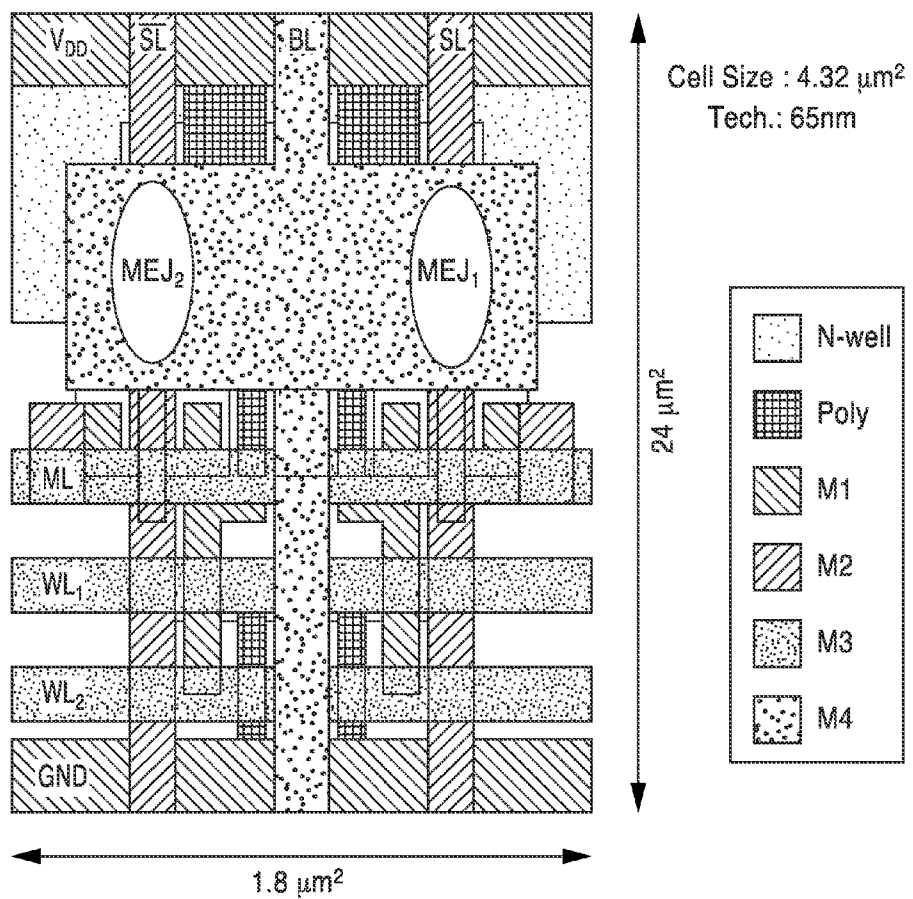 V_DD S̅L̅ BL SL
Cell Size : 4.32 µm²
Tech.: 65nm
MEJ₂ MEJ₁
N-well
Poly
M1
M2
M3
M4
24 µm²
ML
WL₁
WL₂
GND
1.8 µm²